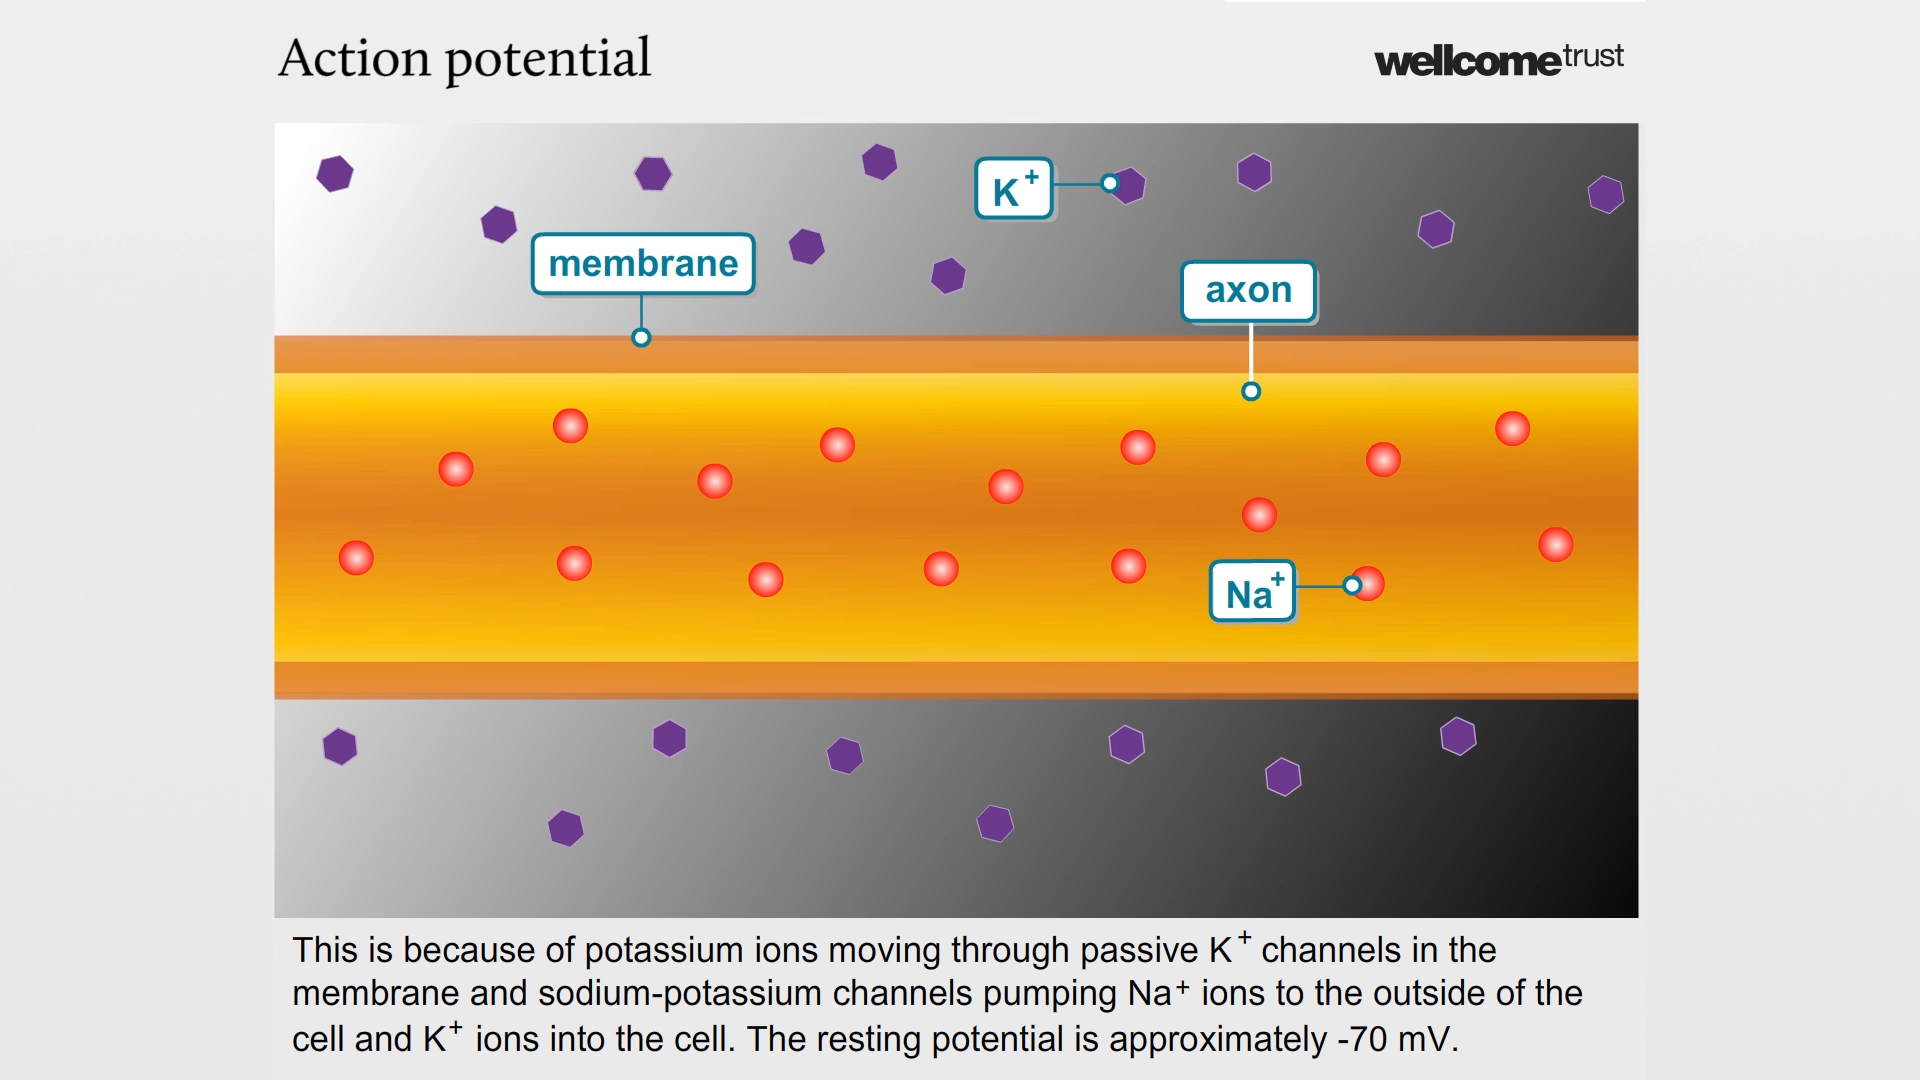 Action potential
wellcometrust
K⁺
membrane
axon
Na⁺
This is because of potassium ions moving through passive K⁺ channels in the
membrane and sodium-potassium channels pumping Na⁺ ions to the outside of the
cell and K⁺ ions into the cell. The resting potential is approximately -70 mV.